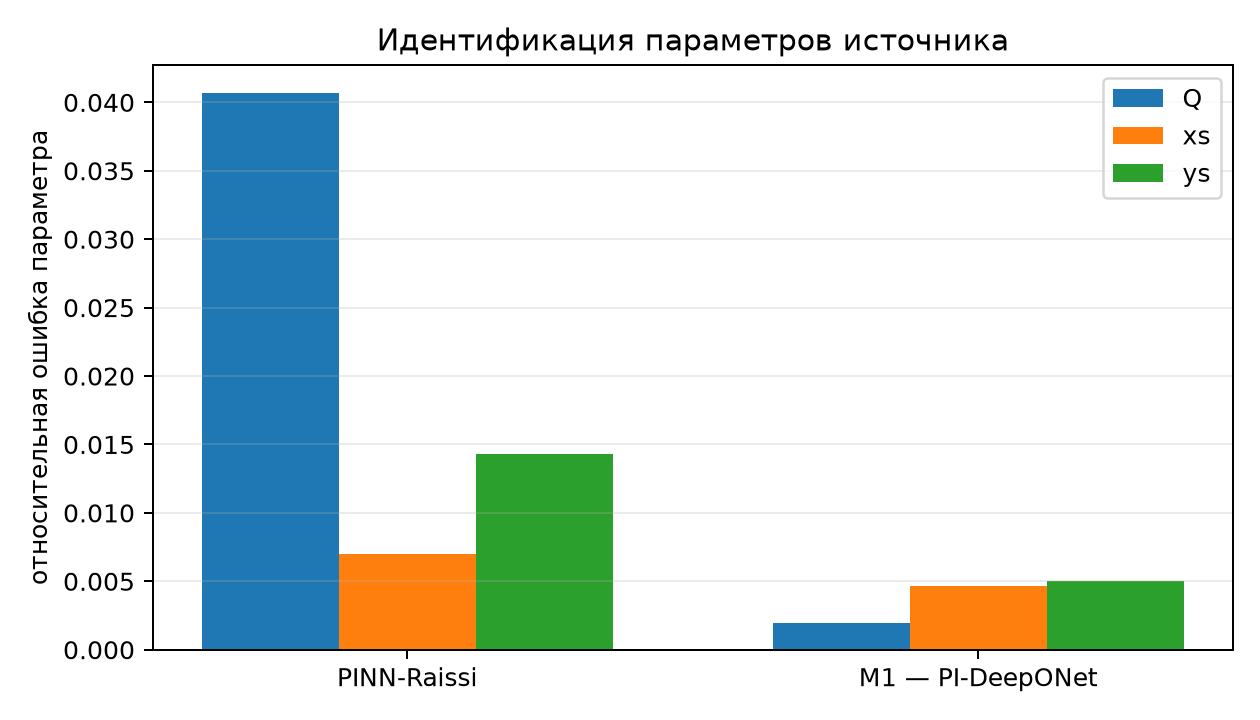 Идентификация параметров источника
относительная ошибка параметра
0.040
0.035
0.030
0.025
0.020
0.015
0.010
0.005
0.000
Q
xs
ys
PINN-Raissi
M1 — PI-DeepONet